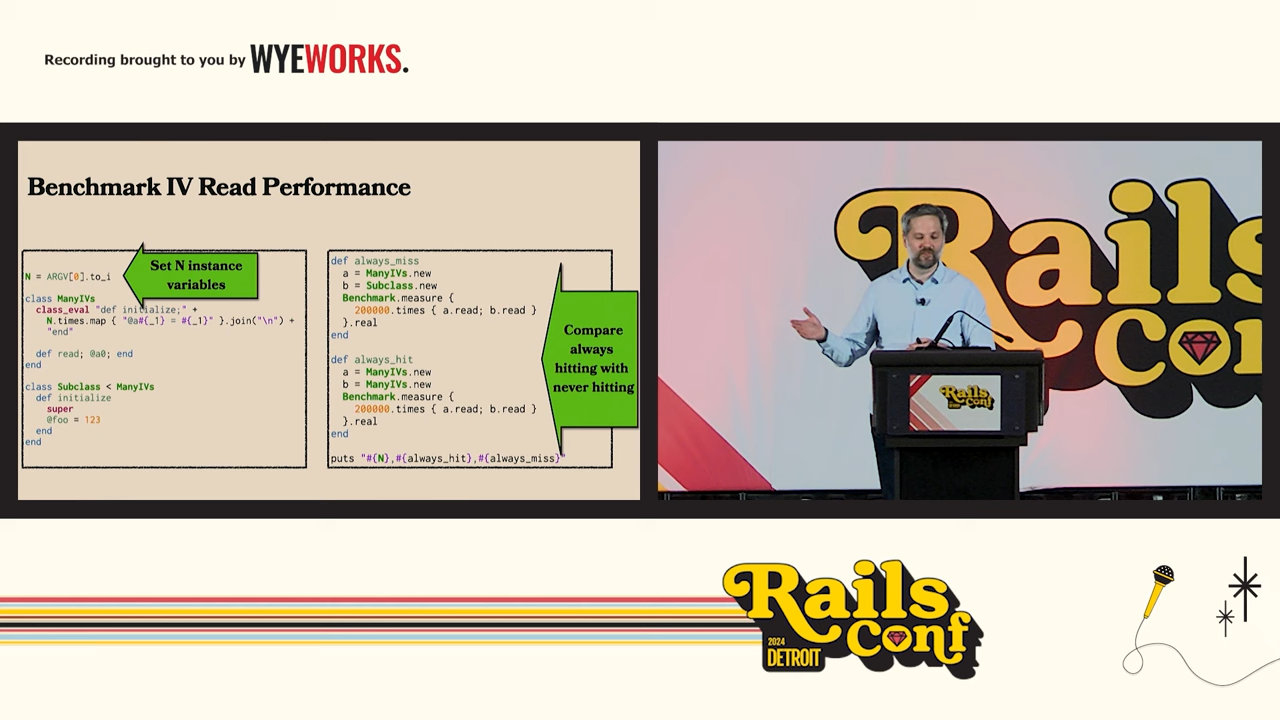 Recording brought to you by WYEWORKS.
Benchmark IV Read Performance
N = ARGV[0].to_i
class ManyIVs
class_eval "def initialize;" +
N.times.map { "@a#{_1} = #{_1}" }.join("\n") +
"end"
def read; @a0; end
end
class Subclass < ManyIVs
def initialize
super
@foo = 123
end
end
Set N instance
variables
def always_miss
a = ManyIVs.new
b = Subclass.new
Benchmark.measure {
200000.times { a.read; b.read }
}.real
end
def always_hit
a = ManyIVs.new
b = ManyIVs.new
Benchmark.measure {
200000.times { a.read; b.read }
}.real
end
puts "#{N},#{always_hit},#{always_miss}"
Compare
always
hitting with
never hitting
Rails
Conf
Rails
Conf
Rails
Conf
2024
DETROIT